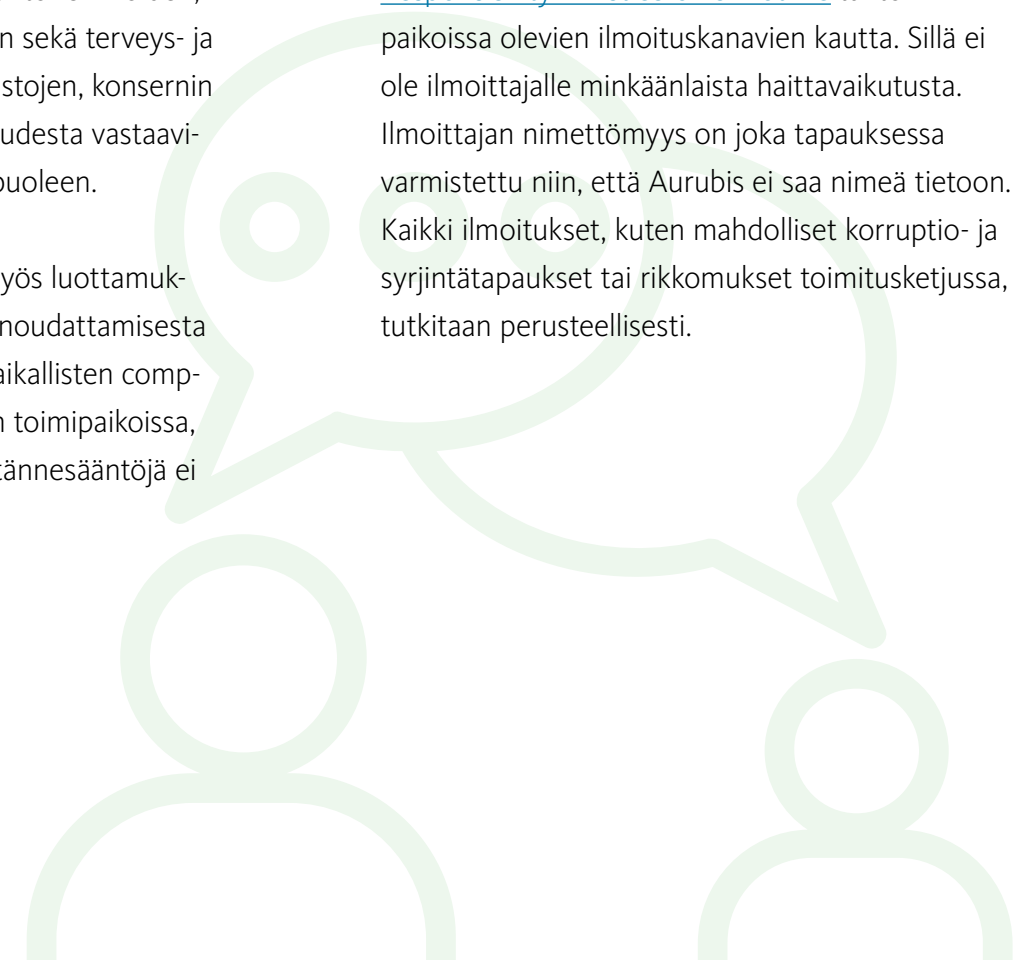 n sekä terveys- ja
stojen, konsernin
udesta vastaavi-
puoleen.
yös luottamuk-
noudattamisesta
aikallisten comp-
n toimipaikoissa,
tännesääntöjä ei
paikoissa olevien ilmoituskanavien kautta. Sillä ei
ole ilmoittajalle minkäänlaista haittavaikutusta.
Ilmoittajan nimettömyys on joka tapauksessa
varmistettu niin, että Aurubis ei saa nimeä tietoon.
Kaikki ilmoitukset, kuten mahdolliset korruptio- ja
syrjintätapaukset tai rikkomukset toimitusketjussa,
tutkitaan perusteellisesti.